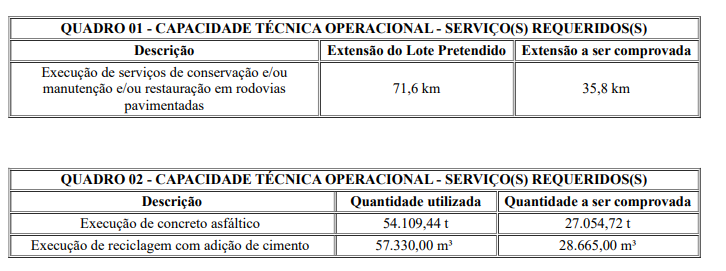 QUADRO 01 - CAPACIDADE TÉCNICA OPERACIONAL - SERVIÇO(S) REQUERIDOS(S)
Descrição Extensão do Lote Pretendido Extensão a ser comprovada
Execução de serviços de conservação e/ou
manutenção e/ou restauração em rodovias 71,6 km 35,8 km
pavimentadas
QUADRO 02 - CAPACIDADE TÉCNICA OPERACIONAL - SERVIÇO(S) REQUERIDOS(S)
Descrição Quantidade utilizada Quantidade a ser comprovada
Execução de concreto asfáltico 54.109,44 t 27.054,72 t
Execução de reciclagem com adição de cimento 57.330,00 m³ 28.665,00 m³